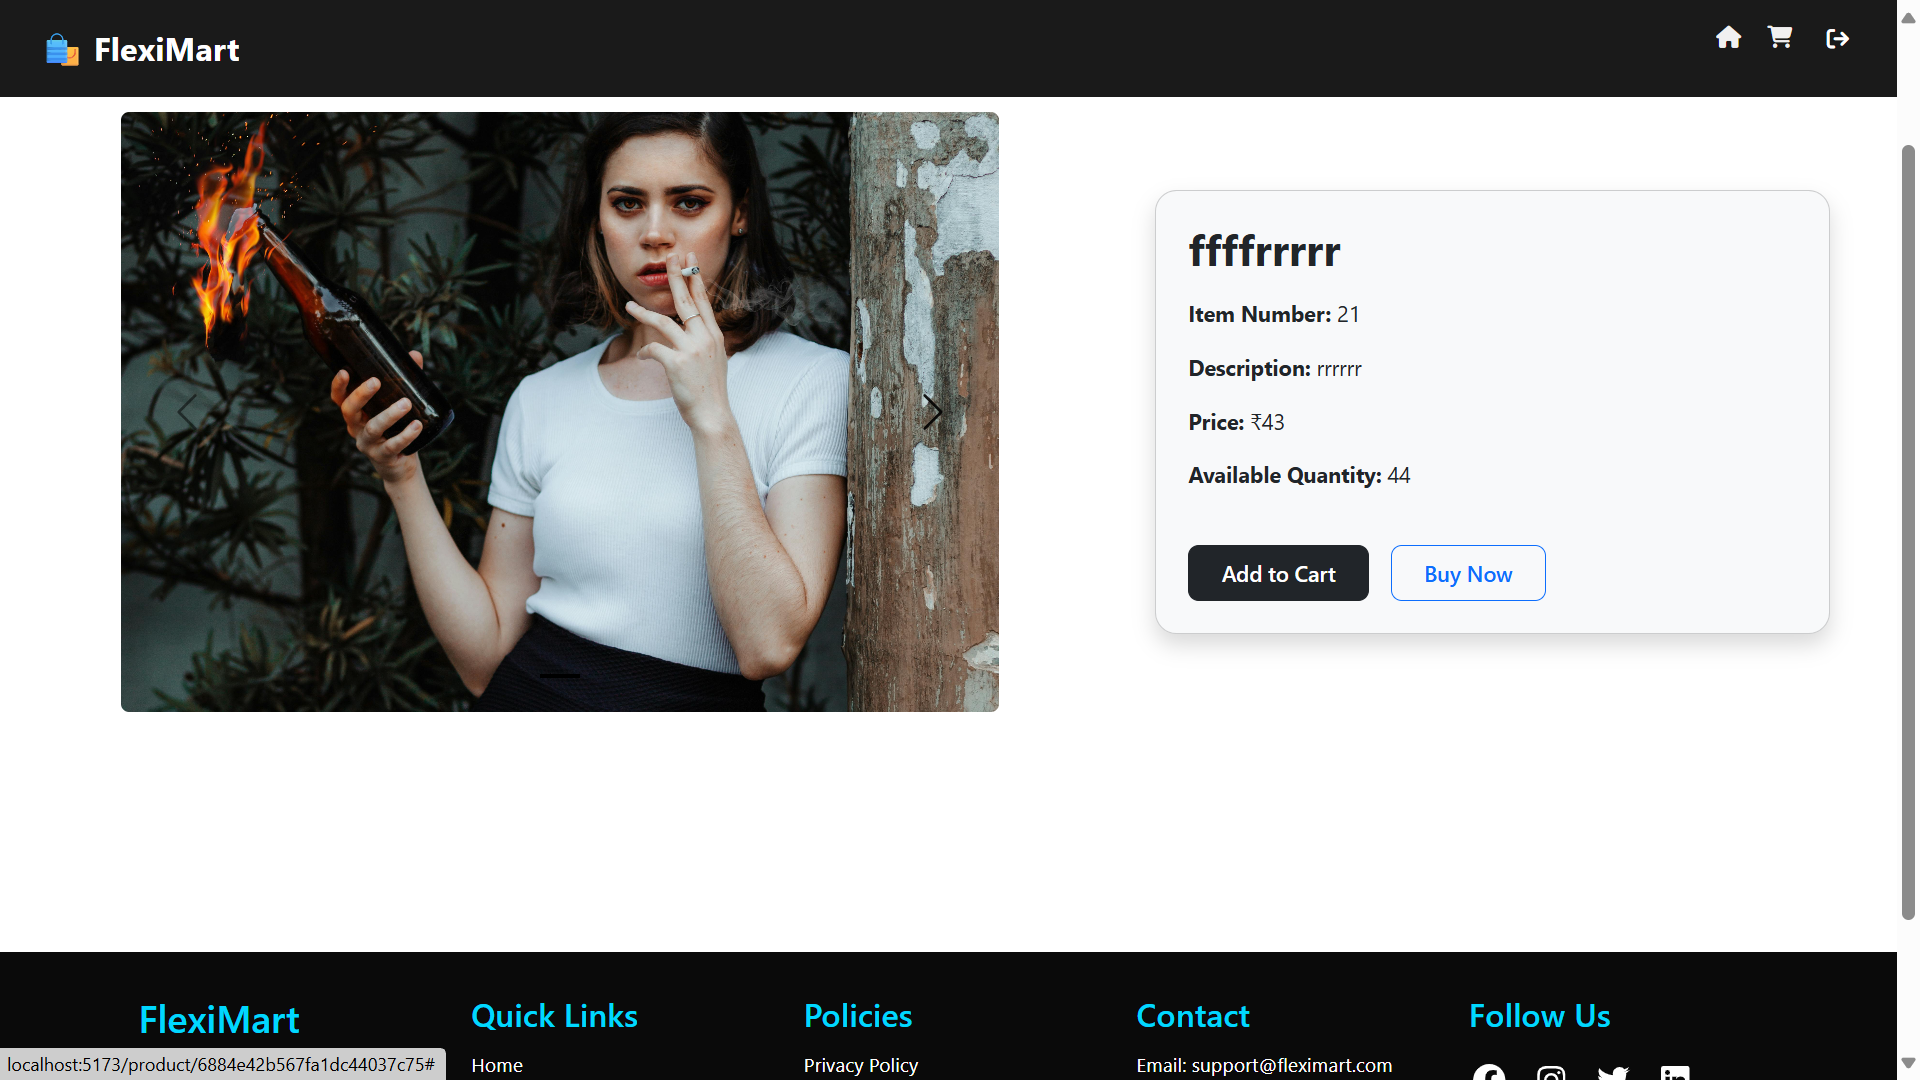 FlexiMart
ffffrrrrr
Item Number: 21
Description: rrrrrr
Price: ₹43
Available Quantity: 44
Add to Cart
Buy Now
FlexiMart
Quick Links
Policies
Contact
Follow Us
Home
Privacy Policy
Email: support@fleximart.com
localhost:5173/product/6884e42b567fa1dc44037c75#